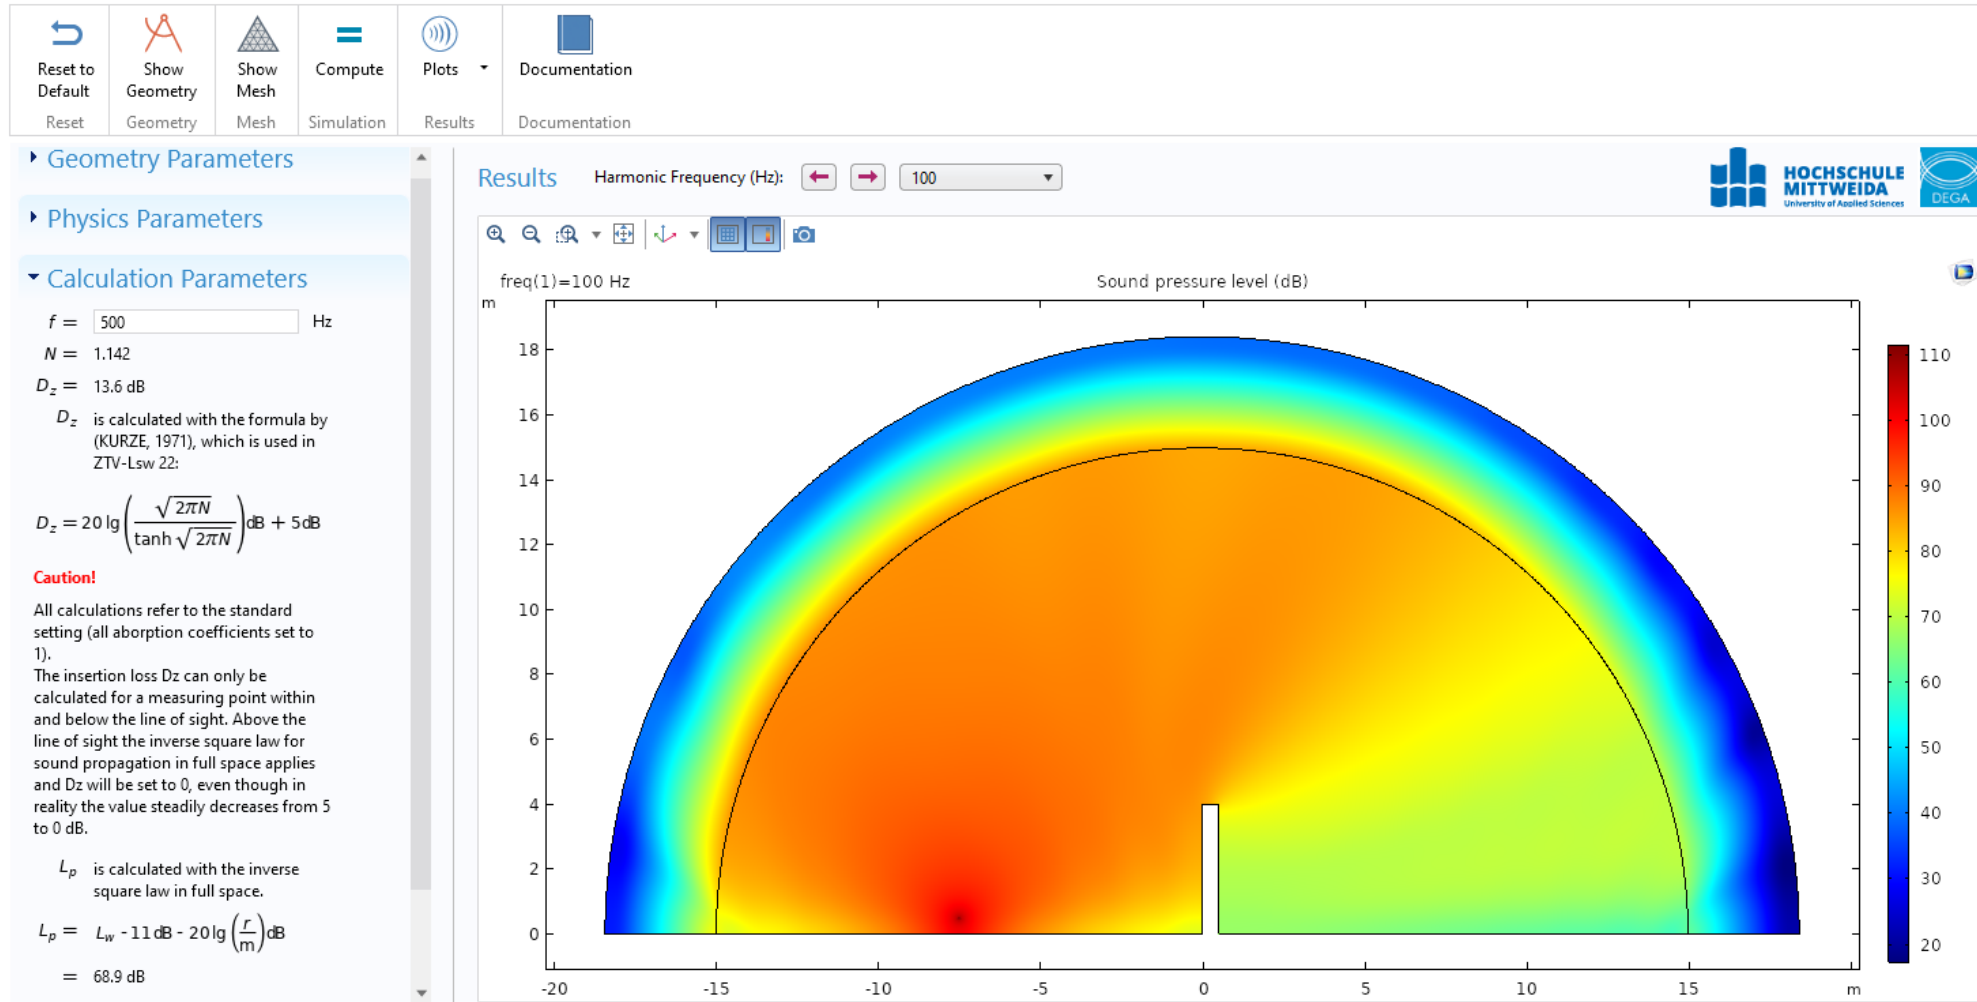 Reset to
Default
Show
Geometry
Show
Mesh
Compute
Plots
Documentation
Reset
Geometry
Mesh
Simulation
Results
Documentation
Geometry Parameters
Physics Parameters
Calculation Parameters
f = 500 Hz
N = 1.142
D_z = 13.6 dB
D_z is calculated with the formula by
(KURZE, 1971), which is used in
ZTV-Lsw 22:
D_z = 20 lg(√2πN / tanh √2πN) dB + 5dB
Caution!
All calculations refer to the standard
setting (all aborption coefficients set to
1).
The insertion loss Dz can only be
calculated for a measuring point within
and below the line of sight. Above the
line of sight the inverse square law for
sound propagation in full space applies
and Dz will be set to 0, even though in
reality the value steadily decreases from 5
to 0 dB.
L_p is calculated with the inverse
square law in full space.
L_p = L_w - 11 dB - 20 lg(r/m) dB
= 68.9 dB
Results
Harmonic Frequency (Hz):
100
HOCHSCHULE
MITTWEIDA
University of Applied Sciences
DEGA
freq(1)=100 Hz
Sound pressure level (dB)
m
18
16
14
12
10
8
6
4
2
0
-20 -15 -10 -5 0 5 10 15 m
110
100
90
80
70
60
50
40
30
20